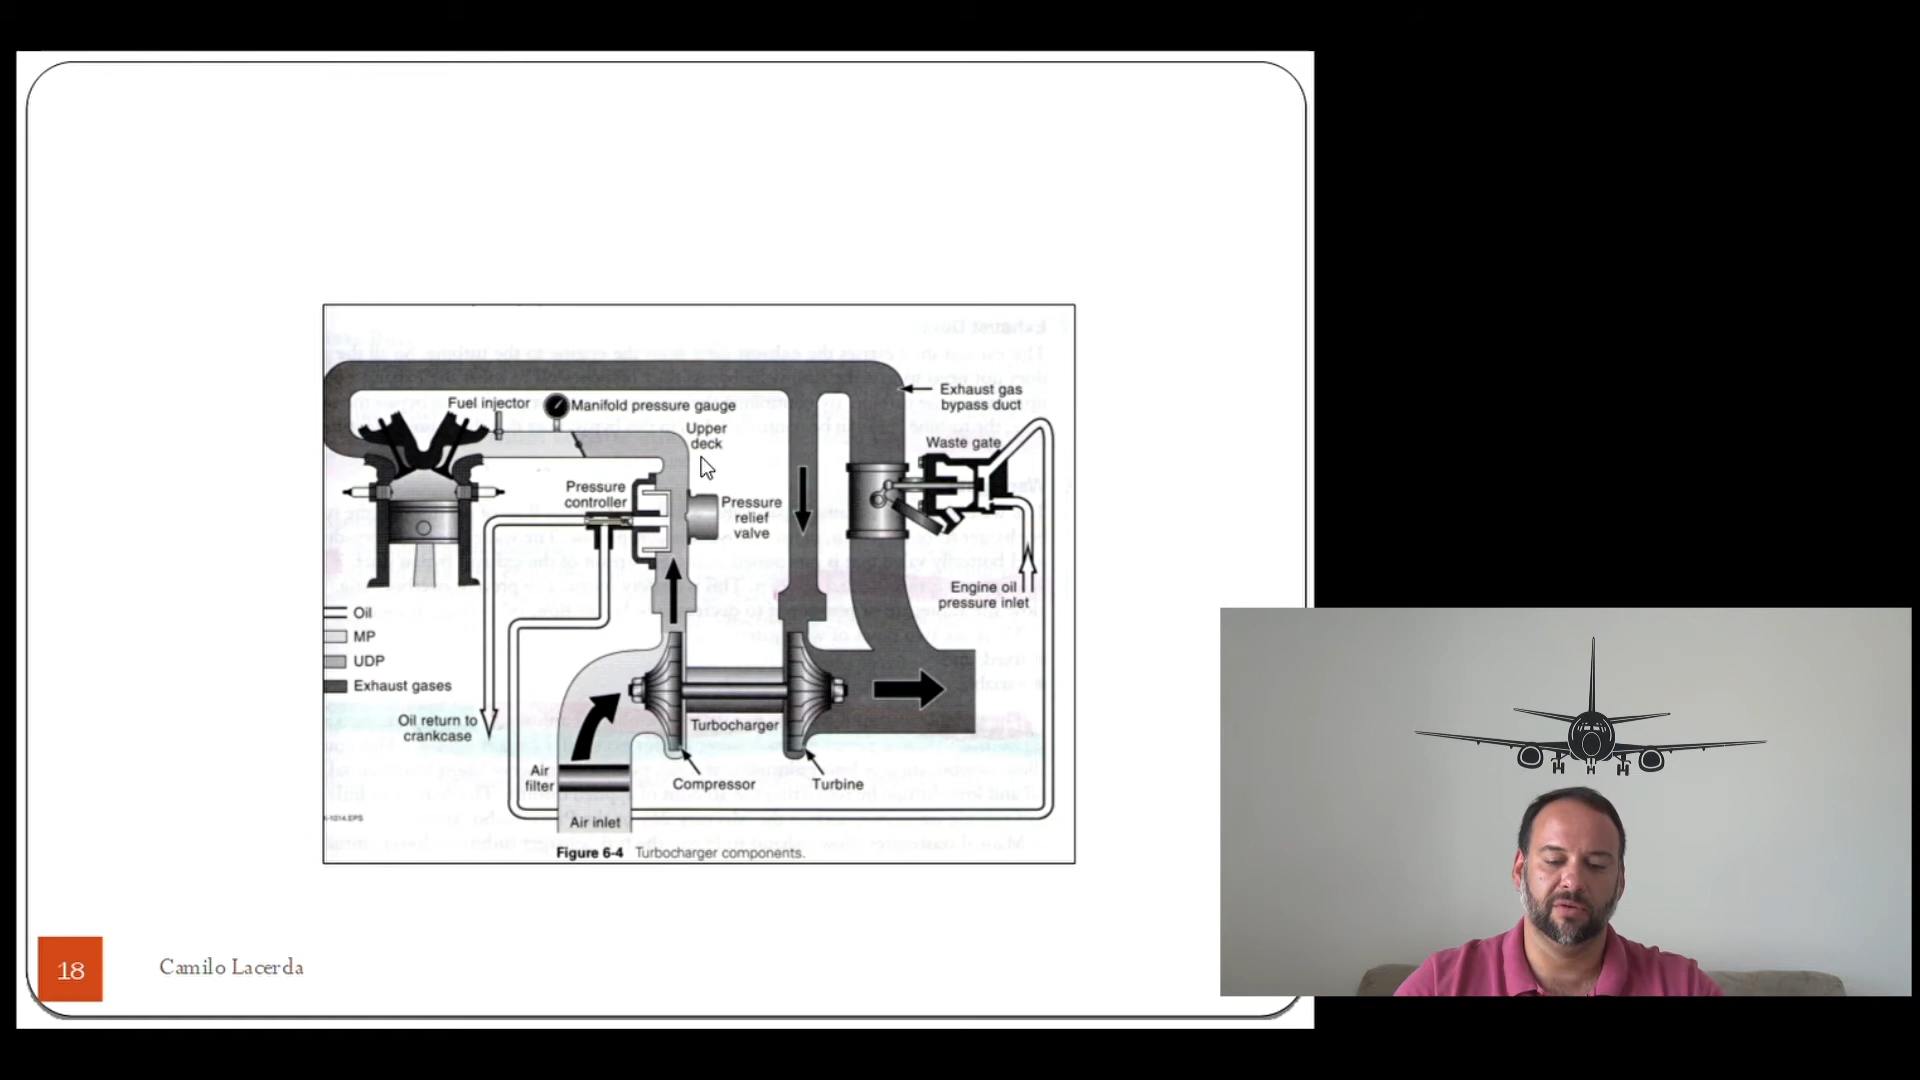 Exhaust gas
bypass duct
Fuel injector
Manifold pressure gauge
Upper
deck
Waste gate
Pressure
controller
Pressure
relief
valve
Engine oil
pressure inlet
Oil
MP
UDP
Exhaust gases
Oil return to
crankcase
Turbocharger
Air
filter
Compressor
Turbine
Air inlet
Figure 6-4 Turbocharger components.
18
Camilo Lacerda